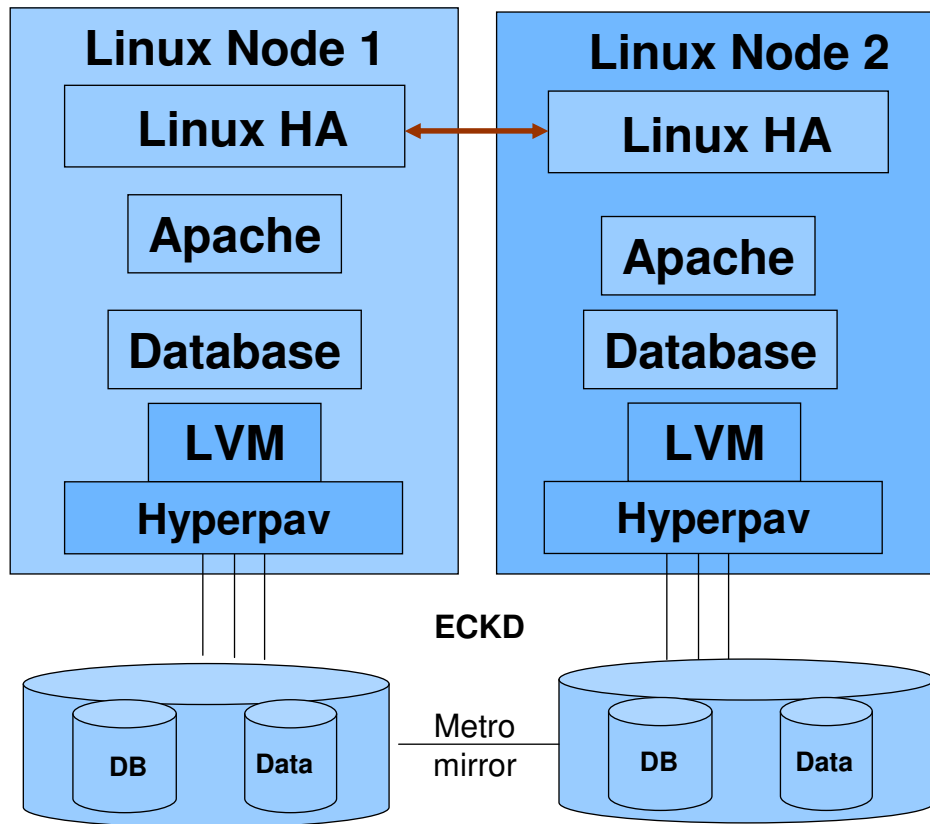 Linux Node 1
Linux HA
Apache
Database
LVM
Hyperpav
Linux Node 2
Linux HA
Apache
Database
LVM
Hyperpav
ECKD
DB
Data
Metro
mirror
DB
Data